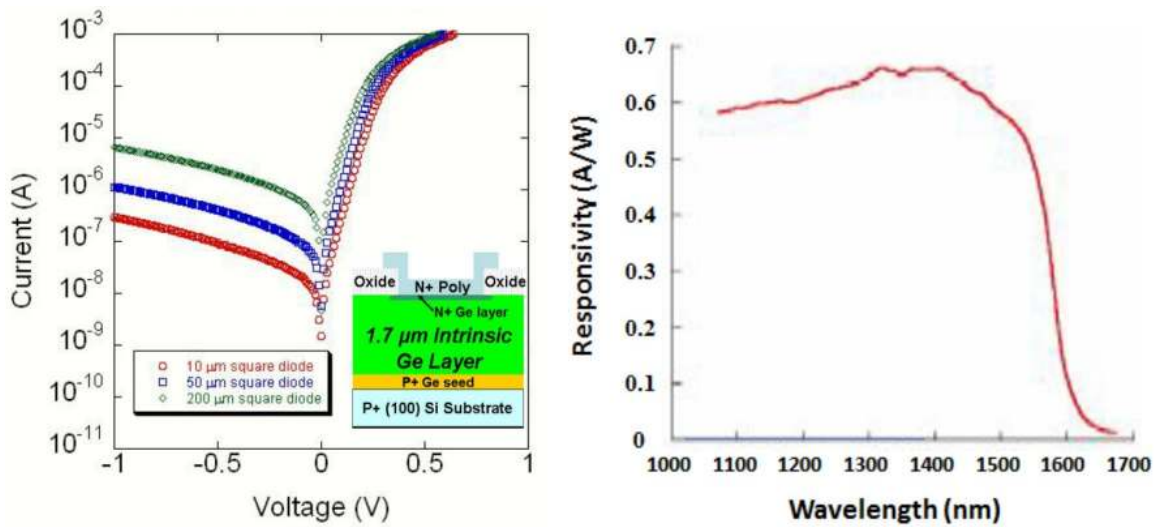 10⁻³
10⁻⁴
10⁻⁵
10⁻⁶
10⁻⁷
10⁻⁸
10⁻⁹
10⁻¹⁰
10⁻¹¹
Current (A)
-1
-0.5
0
0.5
1
Voltage (V)
10 μm square diode
50 μm square diode
200 μm square diode
Oxide
N+ Poly
Oxide
N+ Ge layer
1.7 μm Intrinsic
Ge Layer
P+ Ge seed
P+ (100) Si Substrate
0.7
0.6
0.5
0.4
0.3
0.2
0.1
0
Responsivity (A/W)
1000
1100
1200
1300
1400
1500
1600
1700
Wavelength (nm)